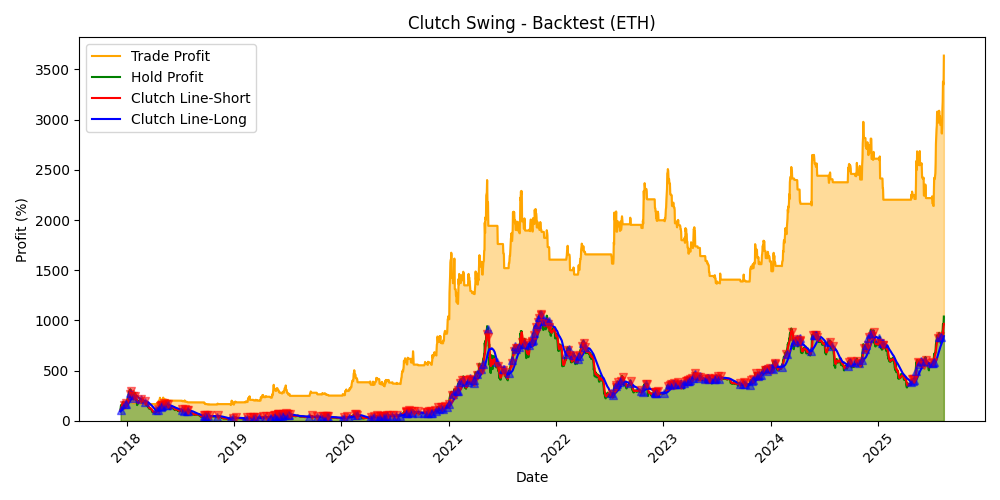 Clutch Swing - Backtest (ETH)
Trade Profit
Hold Profit
Clutch Line-Short
Clutch Line-Long
Profit (%)
3500
3000
2500
2000
1500
1000
500
0
2018
2019
2020
2021
2022
2023
2024
2025
Date